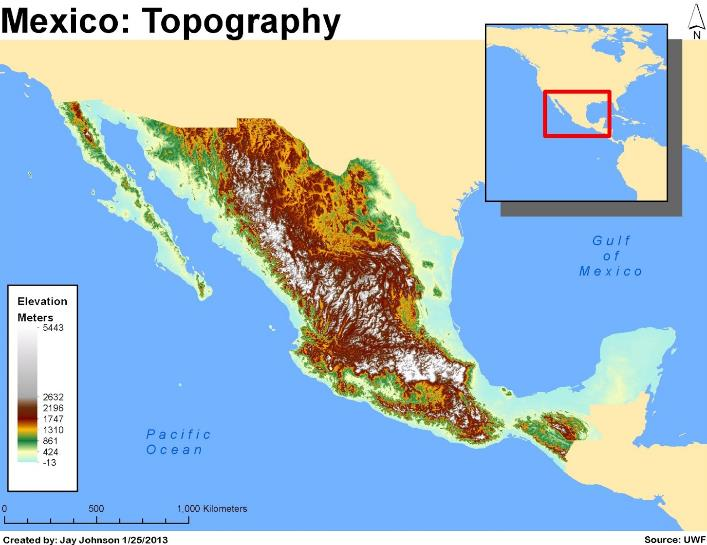 Mexico: Topography
N
Gulf
of
Mexico
Elevation
Meters
5443
2632
2196
1747
1310
861
424
-13
Pacific
Ocean
0 500 1,000 Kilometers
Created by: Jay Johnson 1/25/2013
Source: UWF